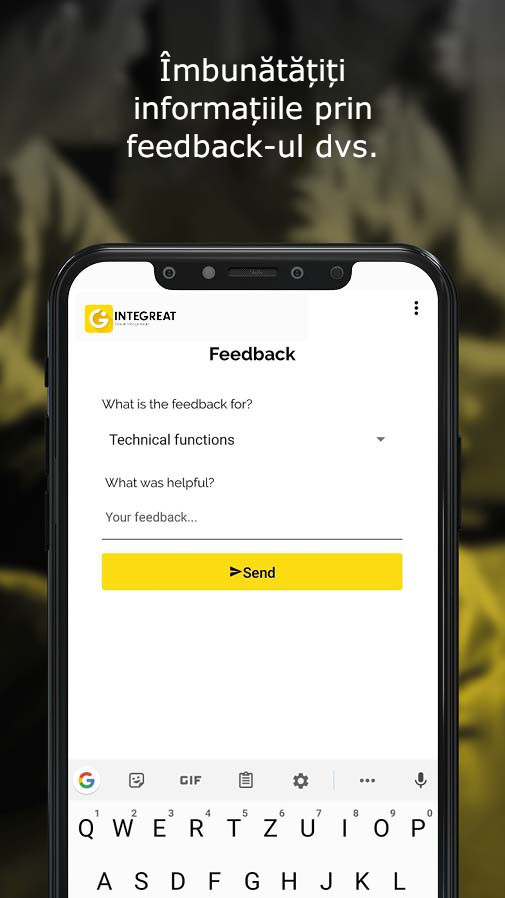 Îmbunătățiți
informațiile prin
feedback-ul dvs.
INTEGREAT
Feedback
What is the feedback for?
Technical functions
What was helpful?
Your feedback...
Send
GIF
1 2 3 4 5 6 7 8 9 0
Q W E R T Z U I O P
A S D F G H J K L